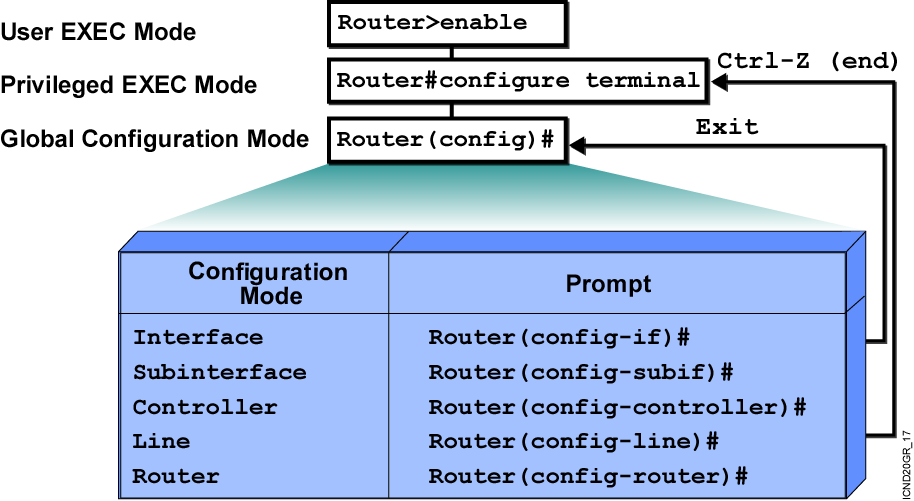 User EXEC Mode
Router>enable
Privileged EXEC Mode
Router#configure terminal
Ctrl-Z (end)
Global Configuration Mode
Router(config)#
Exit
Configuration
Mode
Prompt
Interface
Router(config-if)#
Subinterface
Router(config-subif)#
Controller
Router(config-controller)#
Line
Router(config-line)#
Router
Router(config-router)#
ICND20GR_17